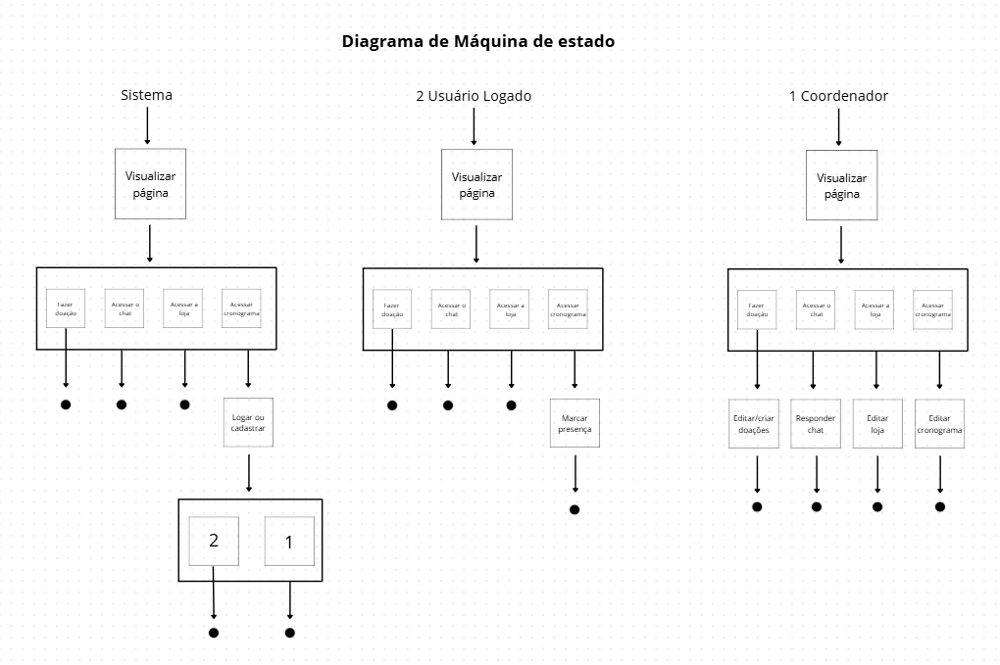 Diagrama de Máquina de estado
Sistema
Visualizar
página
Fazer
doação
Acessar o
chat
Acessar a
loja
Acessar
cronograma
Logar ou
cadastrar
2
1
2 Usuário Logado
Visualizar
página
Fazer
doação
Acessar o
chat
Acessar a
loja
Acessar
cronograma
Marcar
presença
1 Coordenador
Visualizar
página
Fazer
doação
Acessar o
chat
Acessar a
loja
Acessar
cronograma
Editar/criar
doações
Responder
chat
Editar
loja
Editar
cronograma